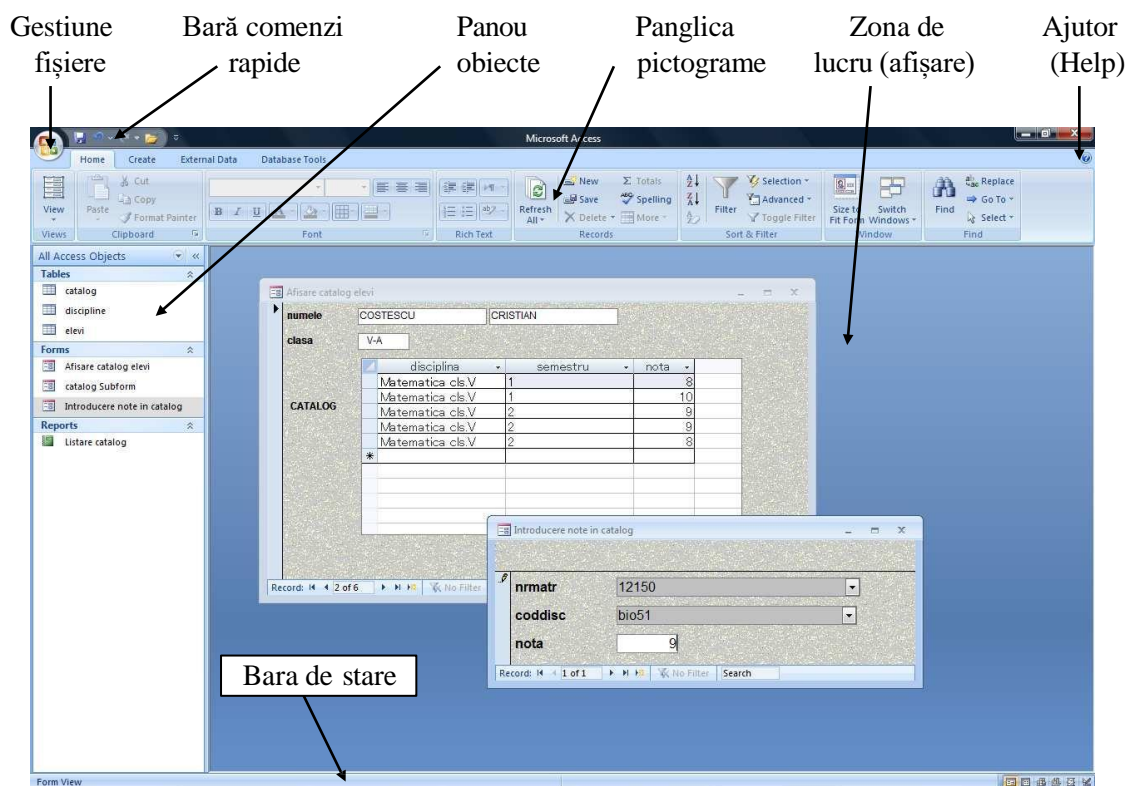 Gestiune fișiere
Bară comenzi rapide
Panou obiecte
Panglica pictograme
Zona de lucru (afișare)
Ajutor (Help)
Microsoft Access
Home Create External Data Database Tools
View
Views
Paste
Cut
Copy
Format Painter
Clipboard
B I U
Font
Rich Text
Refresh All
New
Save
Delete
Totals
Spelling
More
Records
Filter
Selection
Advanced
Toggle Filter
Sort & Filter
Size to Fit Form
Switch Windows
Window
Find
Replace
Go To
Select
Find
All Access Objects
Tables
catalog
discipline
elevi
Forms
Afisare catalog elevi
catalog Subform
Introducere note in catalog
Reports
Listare catalog
Afisare catalog elevi
numele COSTESCU CRISTIAN
clasa V-A
CATALOG
disciplina semestru nota
Matematica cls.V 1 8
Matematica cls.V 1 10
Matematica cls.V 2 9
Matematica cls.V 2 9
Matematica cls.V 2 8
Record: 2 of 6 No Filter
Introducere note in catalog
nrmatr 12150
coddisc bio51
nota 9
Record: 1 of 1 No Filter Search
Bara de stare
Form View